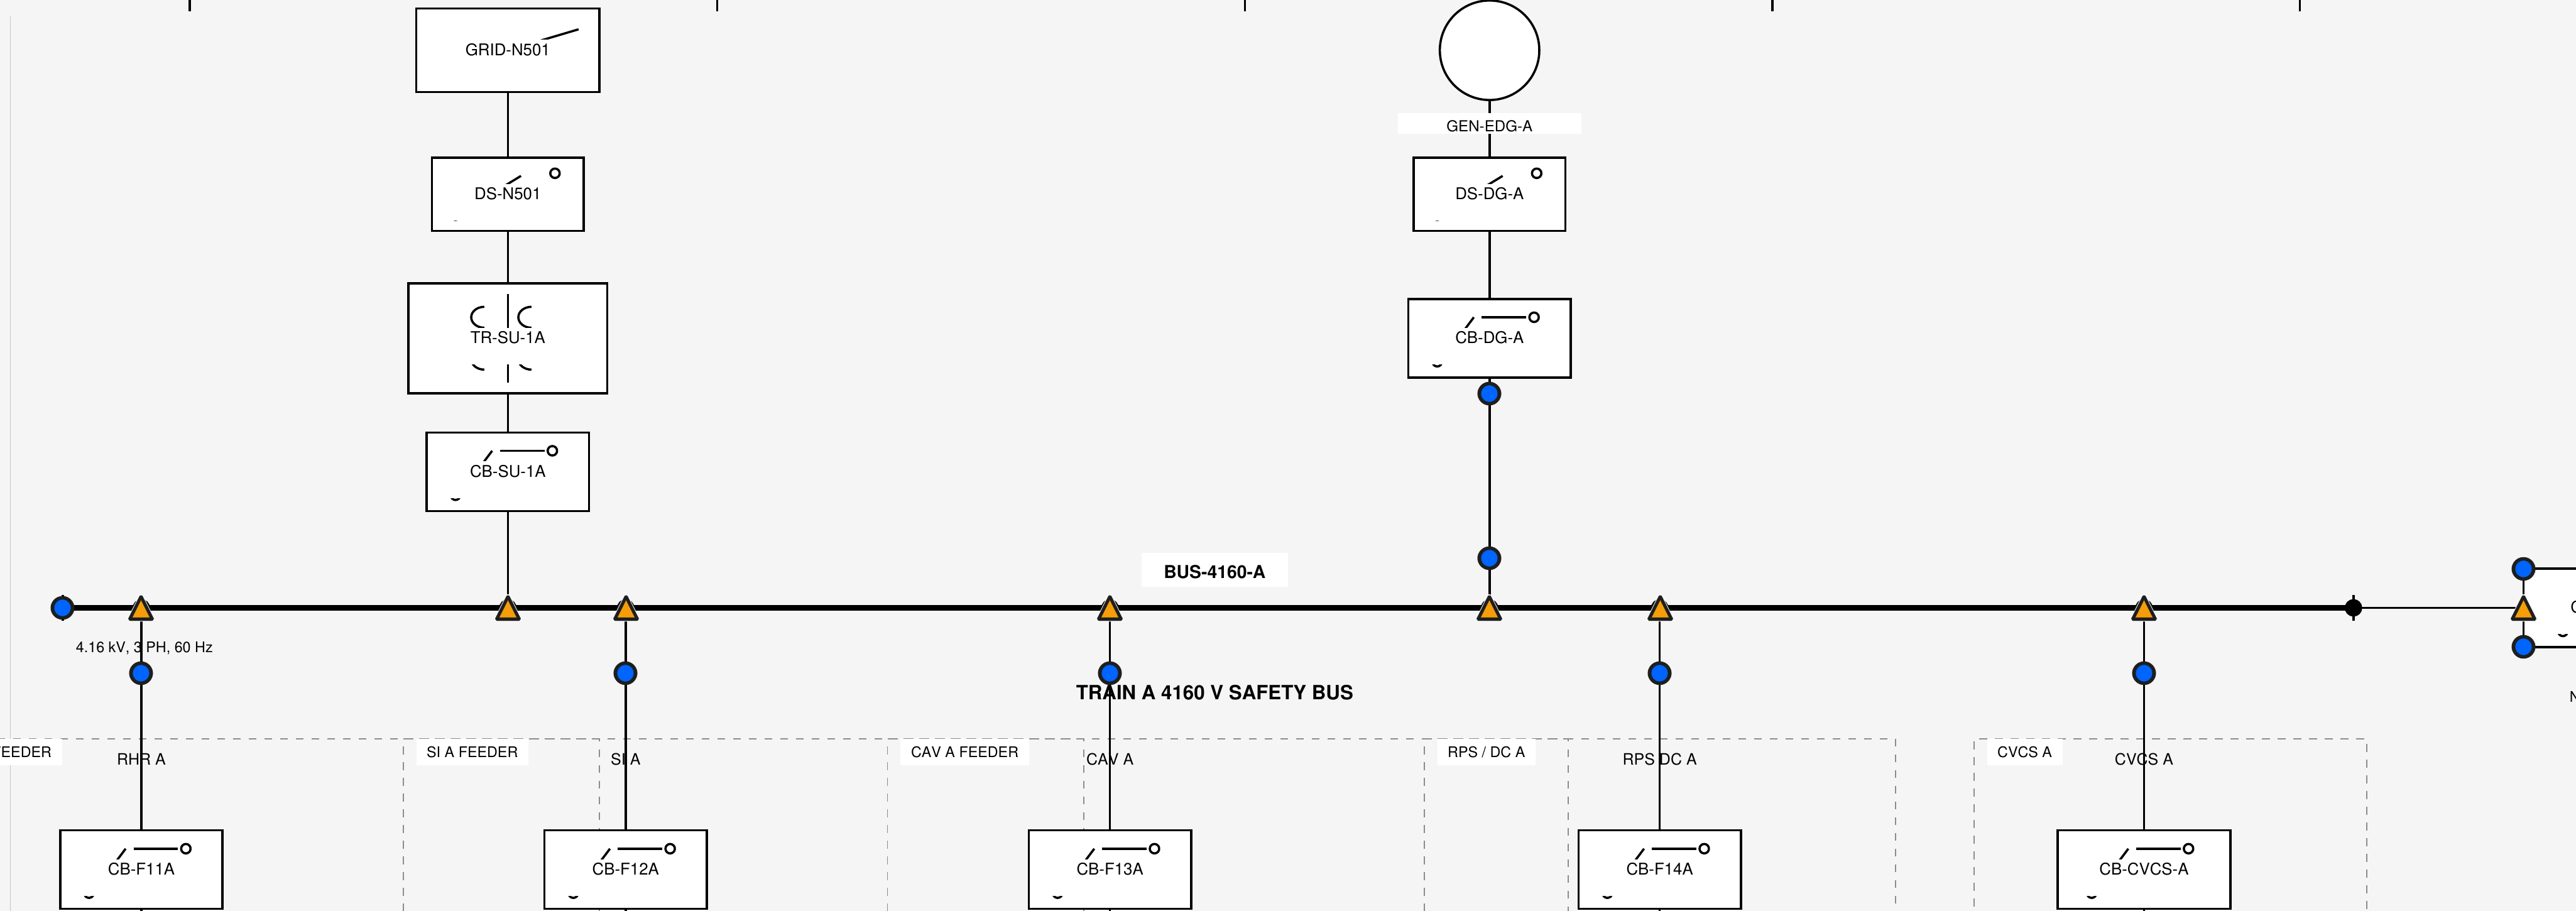 GRID-N501
GEN-EDG-A
DS-N501
DS-DG-A
TR-SU-1A
CB-DG-A
CB-SU-1A
BUS-4160-A
4.16 kV, 3 PH, 60 Hz
TRAIN A 4160 V SAFETY BUS
SI A FEEDER
CAV A FEEDER
RPS / DC A
CVCS A
RHR A
SI A
CAV A
RPS DC A
CVCS A
CB-F11A
CB-F12A
CB-F13A
CB-F14A
CB-CVCS-A